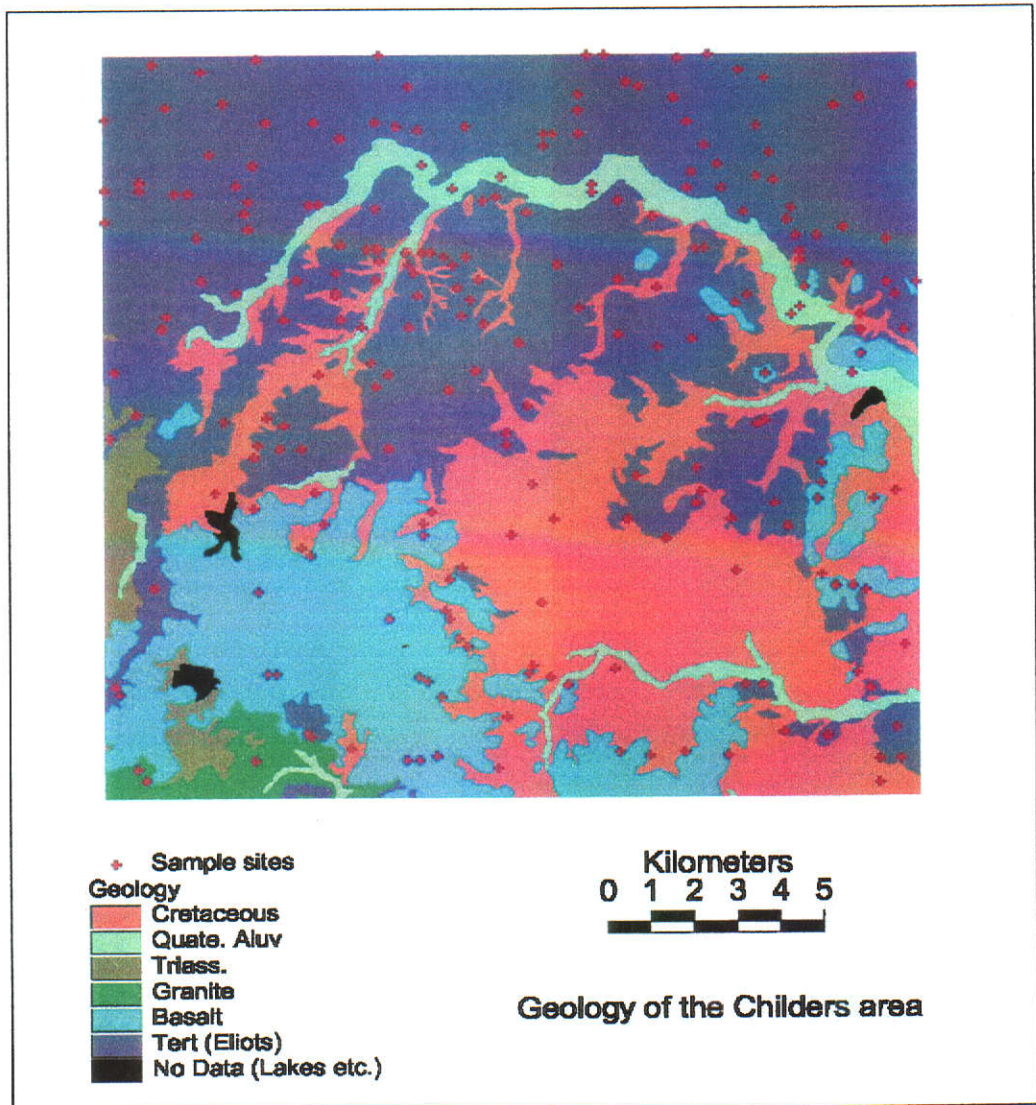 Sample sites
Geology
Cretaceous
Quate. Aluv
Triass.
Granite
Basalt
Tert (Eliots)
No Data (Lakes etc.)
Kilometers
0 1 2 3 4 5
Geology of the Childers area